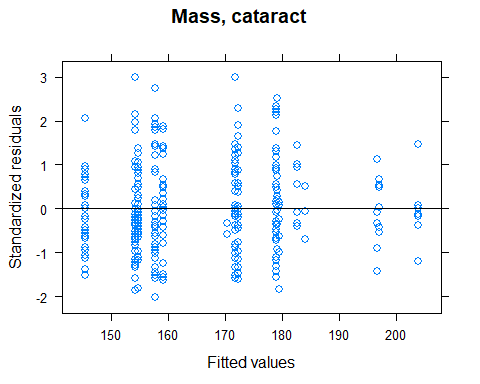 Mass, cataract
Standardized residuals
3
2
1
0
-1
-2
150 160 170 180 190 200
Fitted values